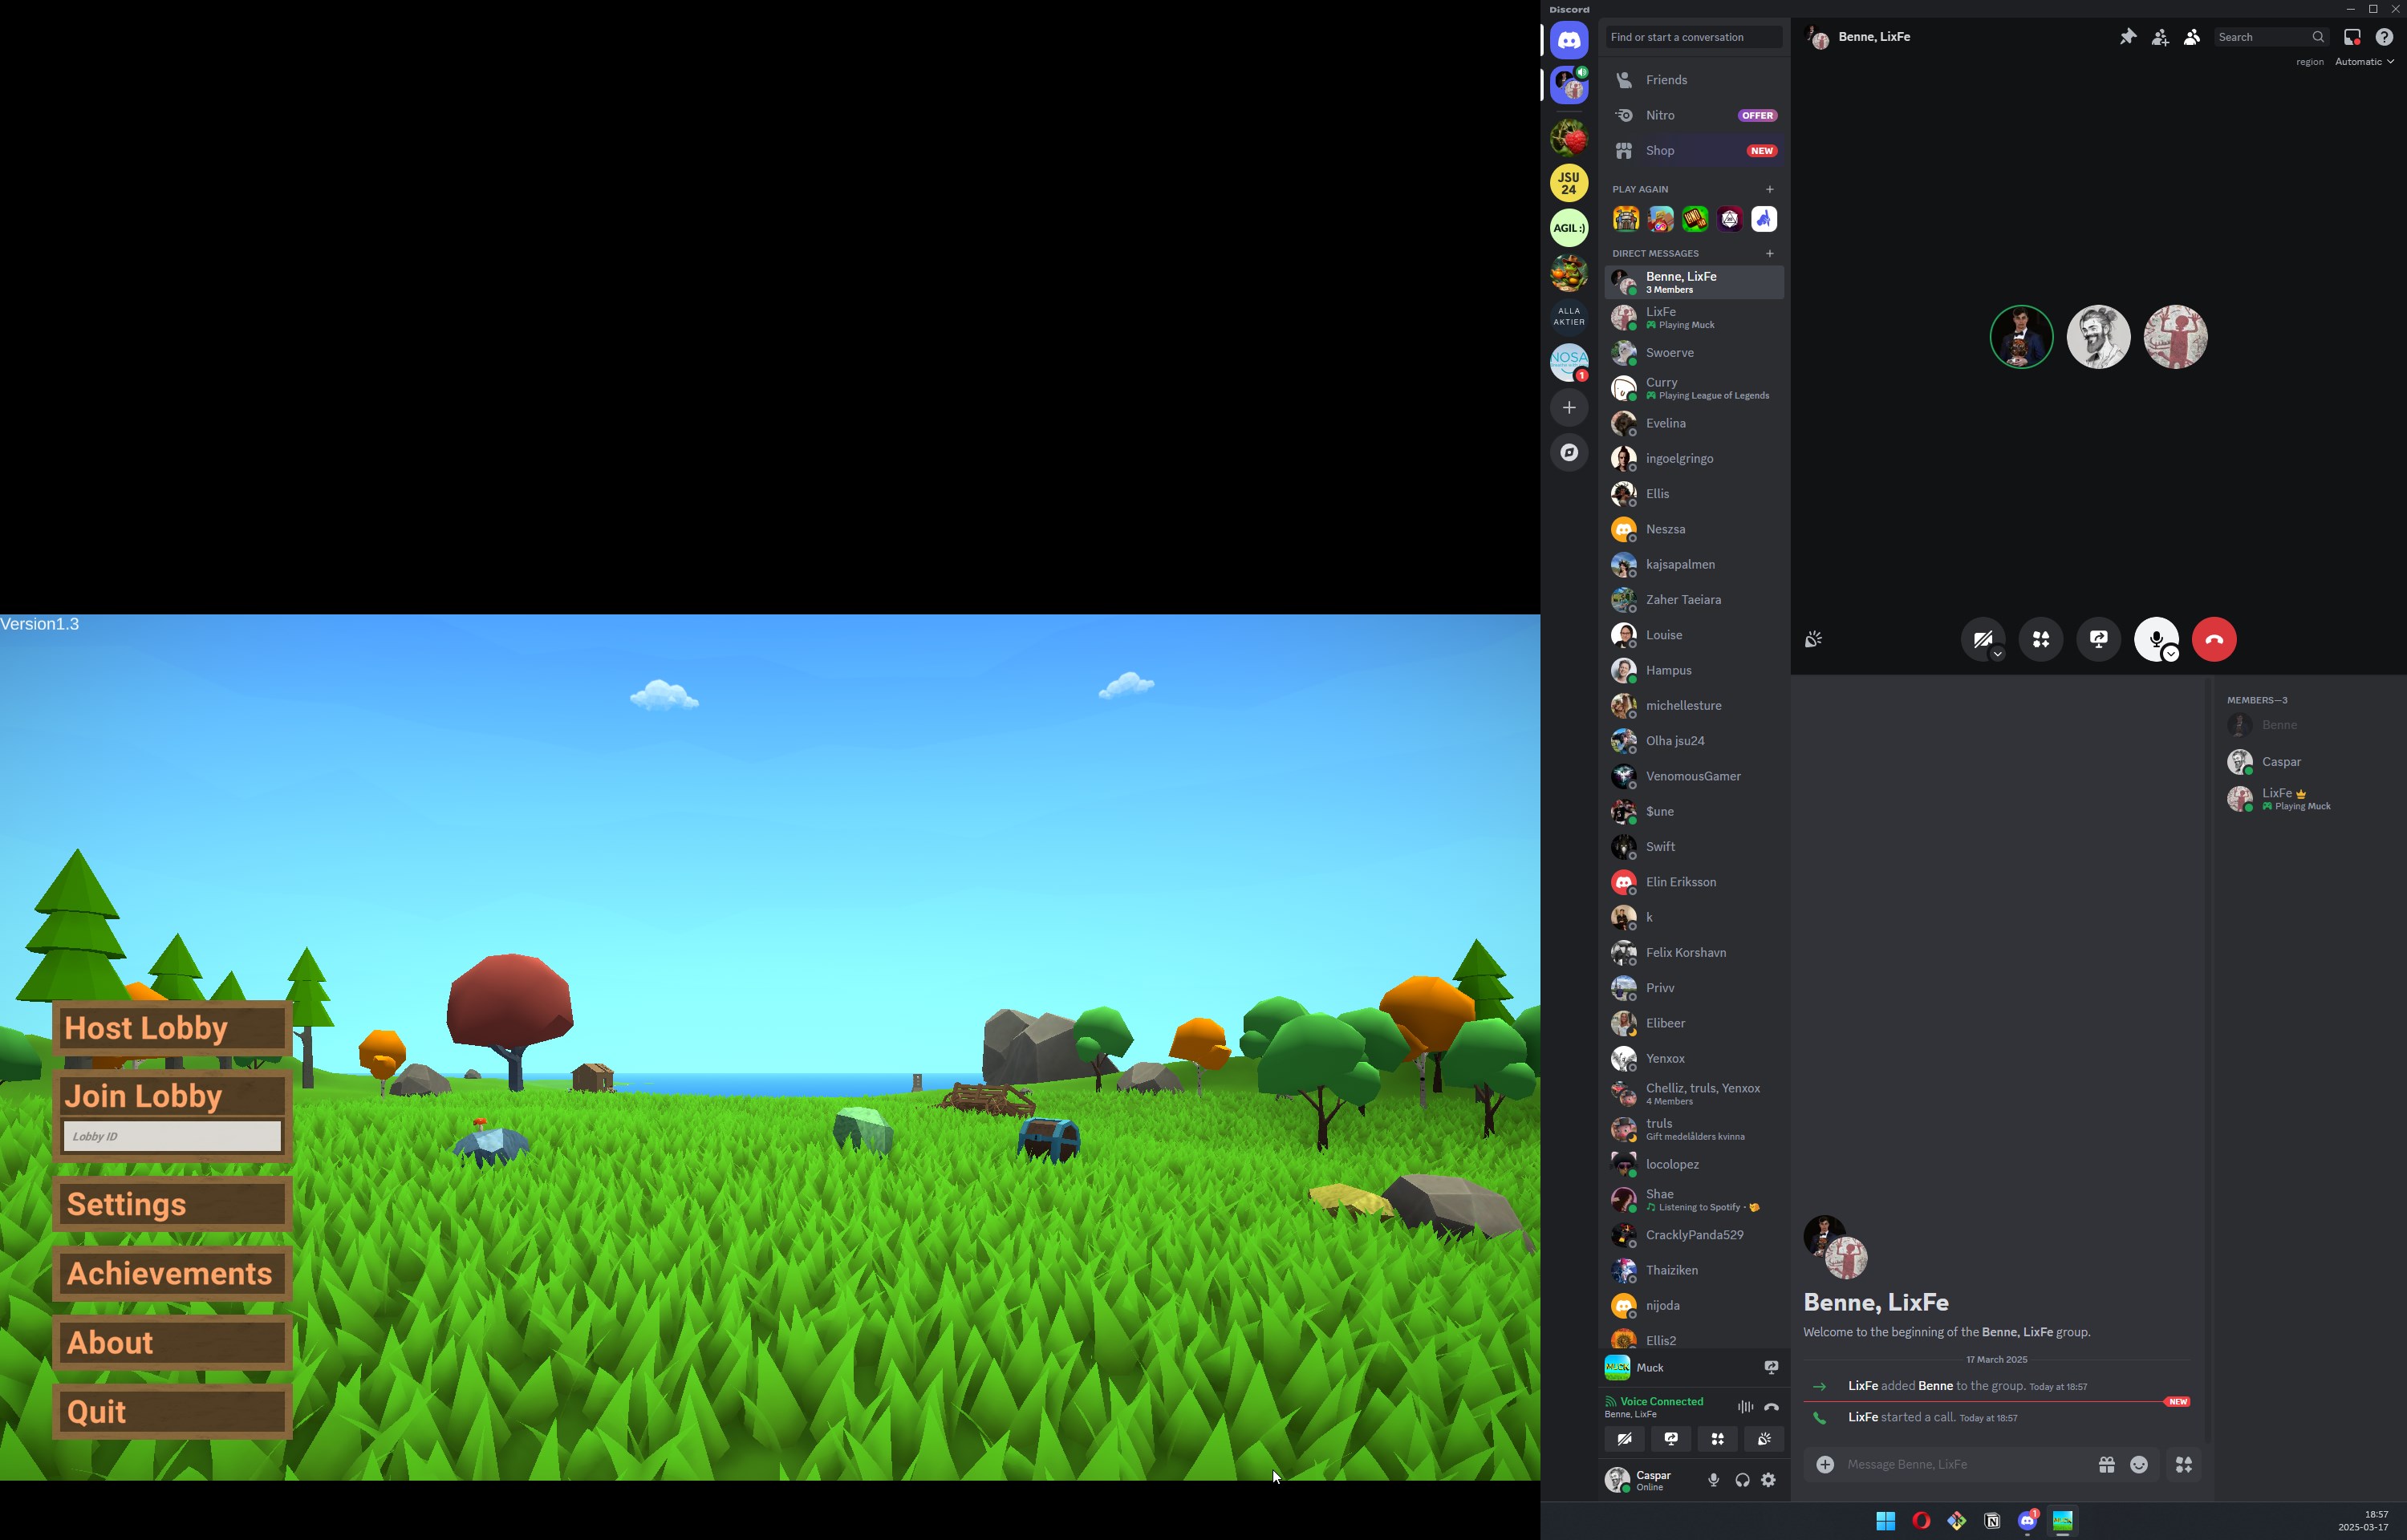 Version1.3
Host Lobby
Join Lobby
Lobby ID
Settings
Achievements
About
Quit
Discord
JSU
24
AGIL :)
ALLA
AKTIER
NOSA
1
Find or start a conversation
Friends
Nitro OFFER
Shop NEW
PLAY AGAIN
DIRECT MESSAGES
Benne, LixFe
3 Members
LixFe
Playing Muck
Swoerve
Curry
Playing League of Legends
Evelina
ingoelgringo
Ellis
Neszsa
kajsapalmen
Zaher Taeiara
Louise
Hampus
michellesture
Olha jsu24
VenomousGamer
$une
Swift
Elin Eriksson
k
Felix Korshavn
Privv
Elibeer
Yenxox
Chelliz, truls, Yenxox
4 Members
truls
Gift medelålders kvinna
locolopez
Shae
Listening to Spotify •
CracklyPanda529
Thaiziken
nijoda
Ellis2
MUCK
Muck
Voice Connected
Benne, LixFe
Caspar
Online
Benne, LixFe
Search
region Automatic
MEMBERS—3
Benne
Caspar
LixFe
Playing Muck
Benne, LixFe
Welcome to the beginning of the Benne, LixFe group.
17 March 2025
LixFe added Benne to the group. Today at 18:57
NEW
LixFe started a call. Today at 18:57
Message Benne, LixFe
1
18:57
2025-03-17